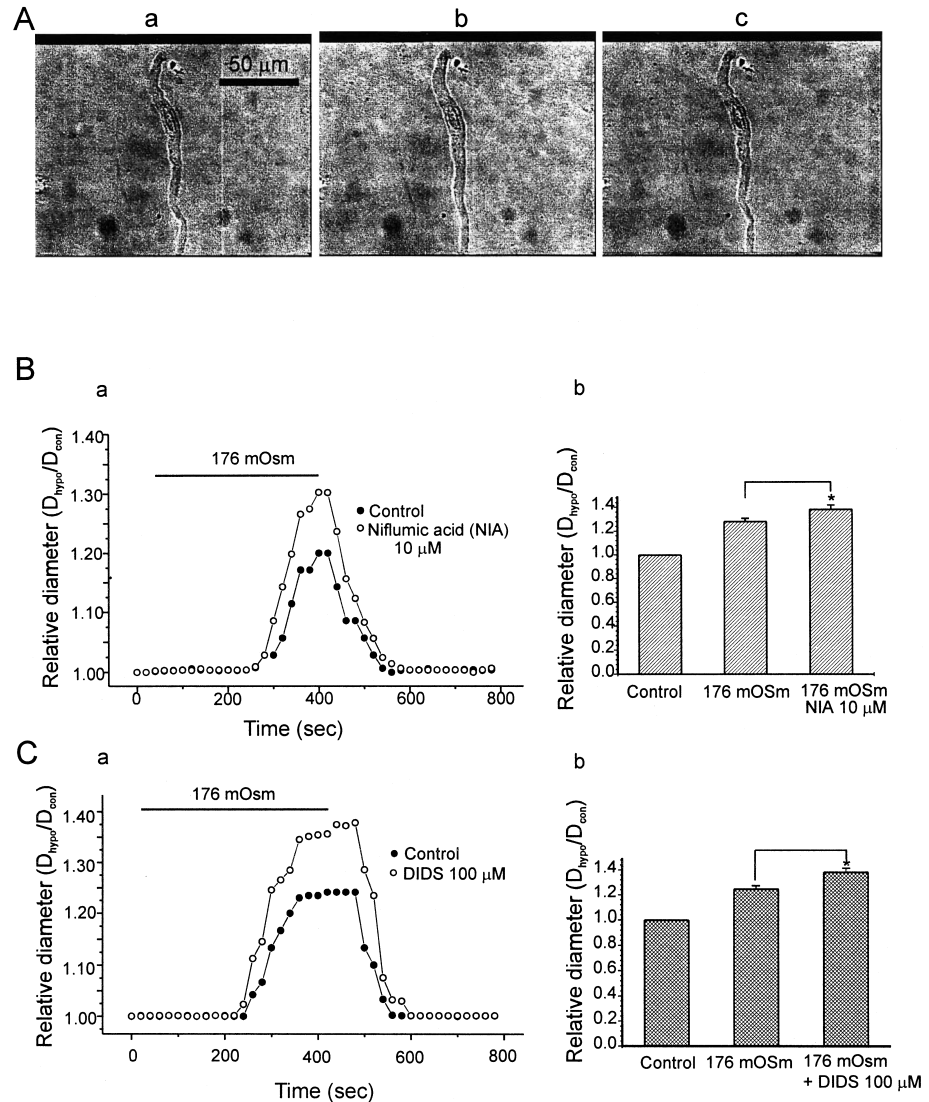 A
a
b
c
50 μm
B
a
b
Relative diameter (Dhypo/Dcon)
1.40
1.30
1.20
1.10
1.00
176 mOsm
Control
Niflumic acid (NIA)
10 μM
0
200
400
600
800
Time (sec)
Relative diameter (Dhypo/Dcon)
1.4
1.2
1.0
0.8
0.6
0.4
0.2
0.0
*
Control
176 mOSm
176 mOSm
NIA 10 μM
C
a
b
Relative diameter (Dhypo/Dcon)
1.40
1.30
1.20
1.10
1.00
176 mOsm
Control
DIDS 100 μM
0
200
400
600
800
Time (sec)
Relative diameter (Dhypo/Dcon)
1.4
1.2
1.0
0.8
0.6
0.4
0.2
0.0
*
Control
176 mOSm
176 mOsm
+ DIDS 100 μM